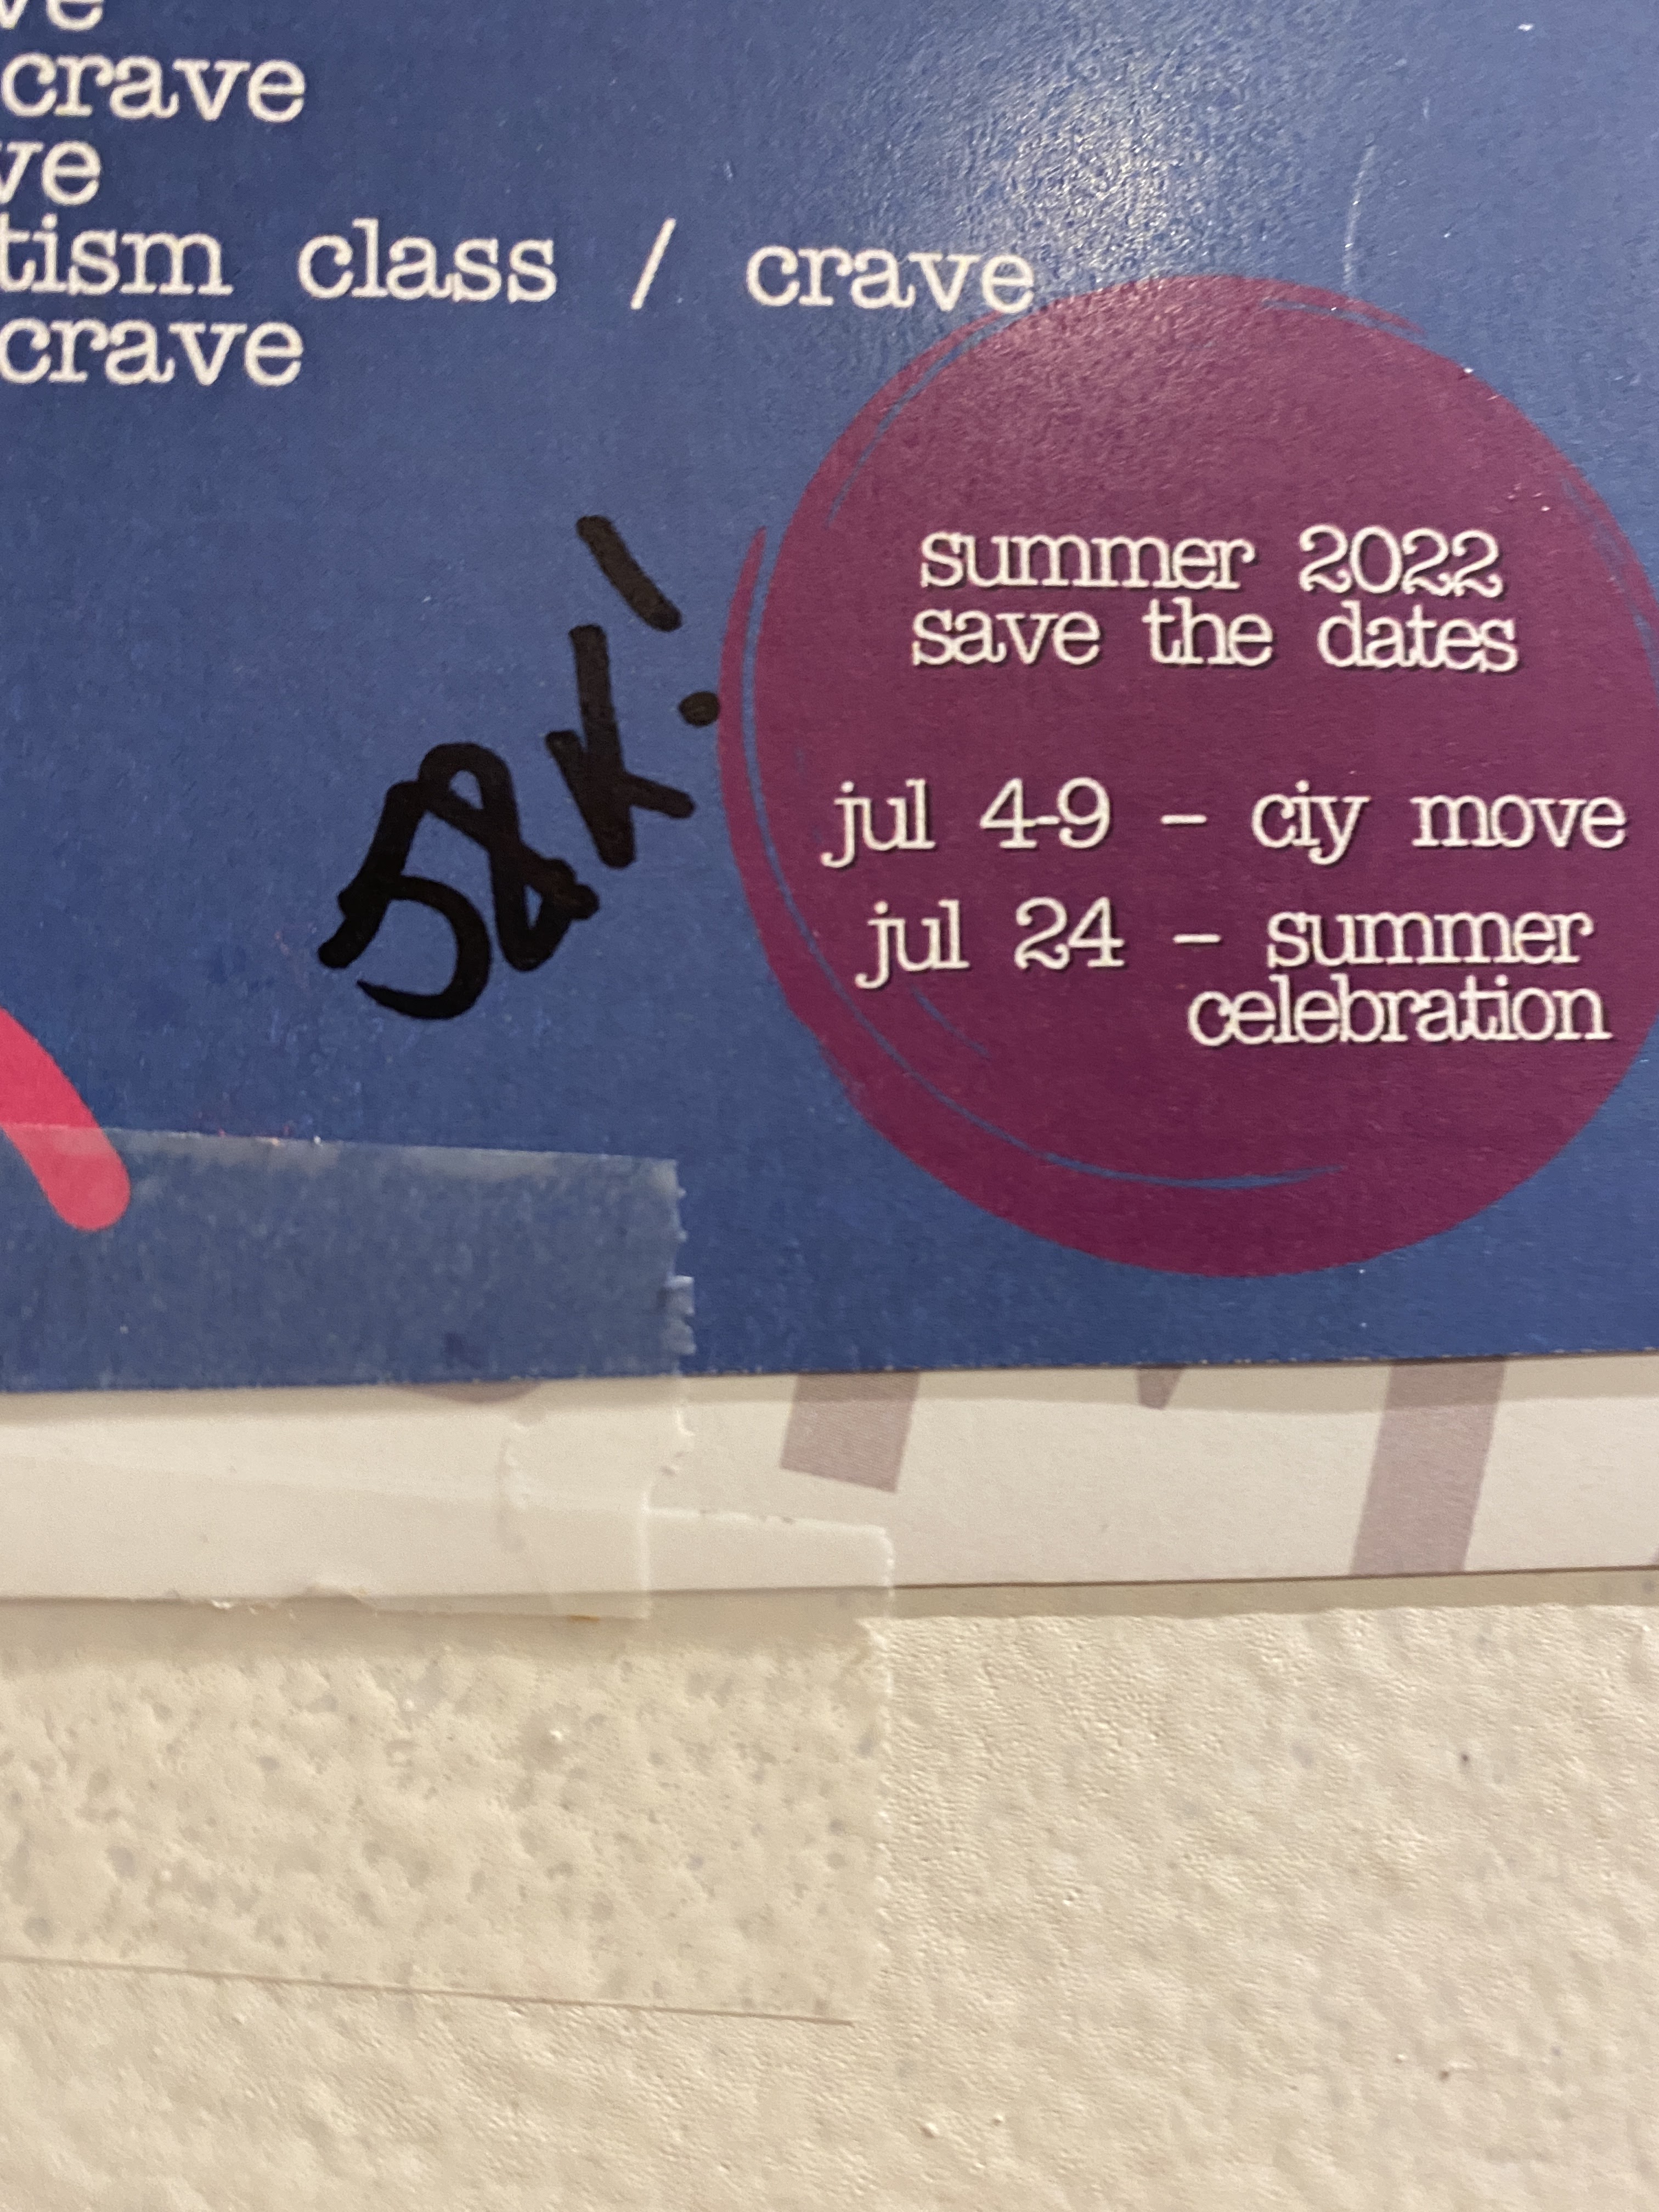 crave
tism class / crave
crave
58K!
summer 2022
save the dates
jul 4-9 – ciy move
jul 24 – summer
celebration